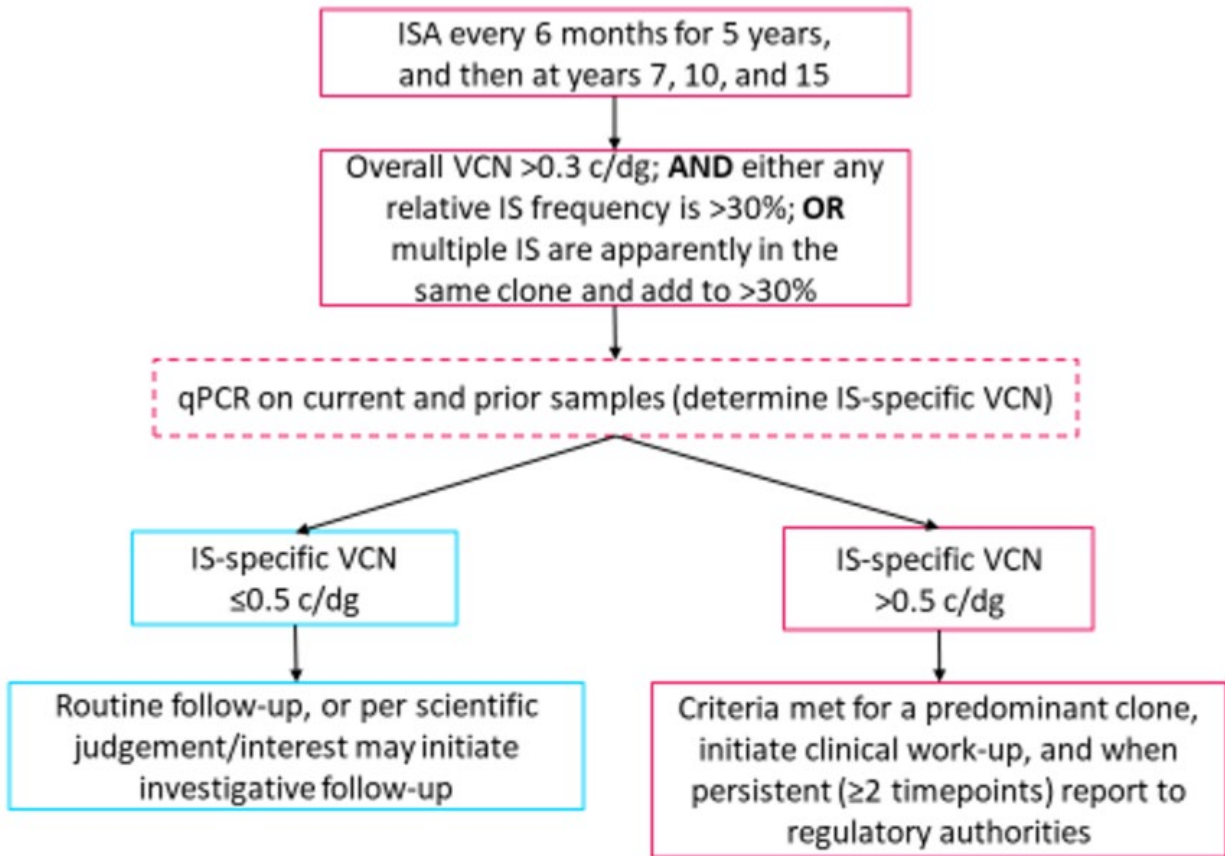 ISA every 6 months for 5 years,
and then at years 7, 10, and 15
Overall VCN >0.3 c/dg; AND either any
relative IS frequency is >30%; OR
multiple IS are apparently in the
same clone and add to >30%
qPCR on current and prior samples (determine IS-specific VCN)
IS-specific VCN
≤0.5 c/dg
IS-specific VCN
>0.5 c/dg
Routine follow-up, or per scientific
judgement/interest may initiate
investigative follow-up
Criteria met for a predominant clone,
initiate clinical work-up, and when
persistent (≥2 timepoints) report to
regulatory authorities